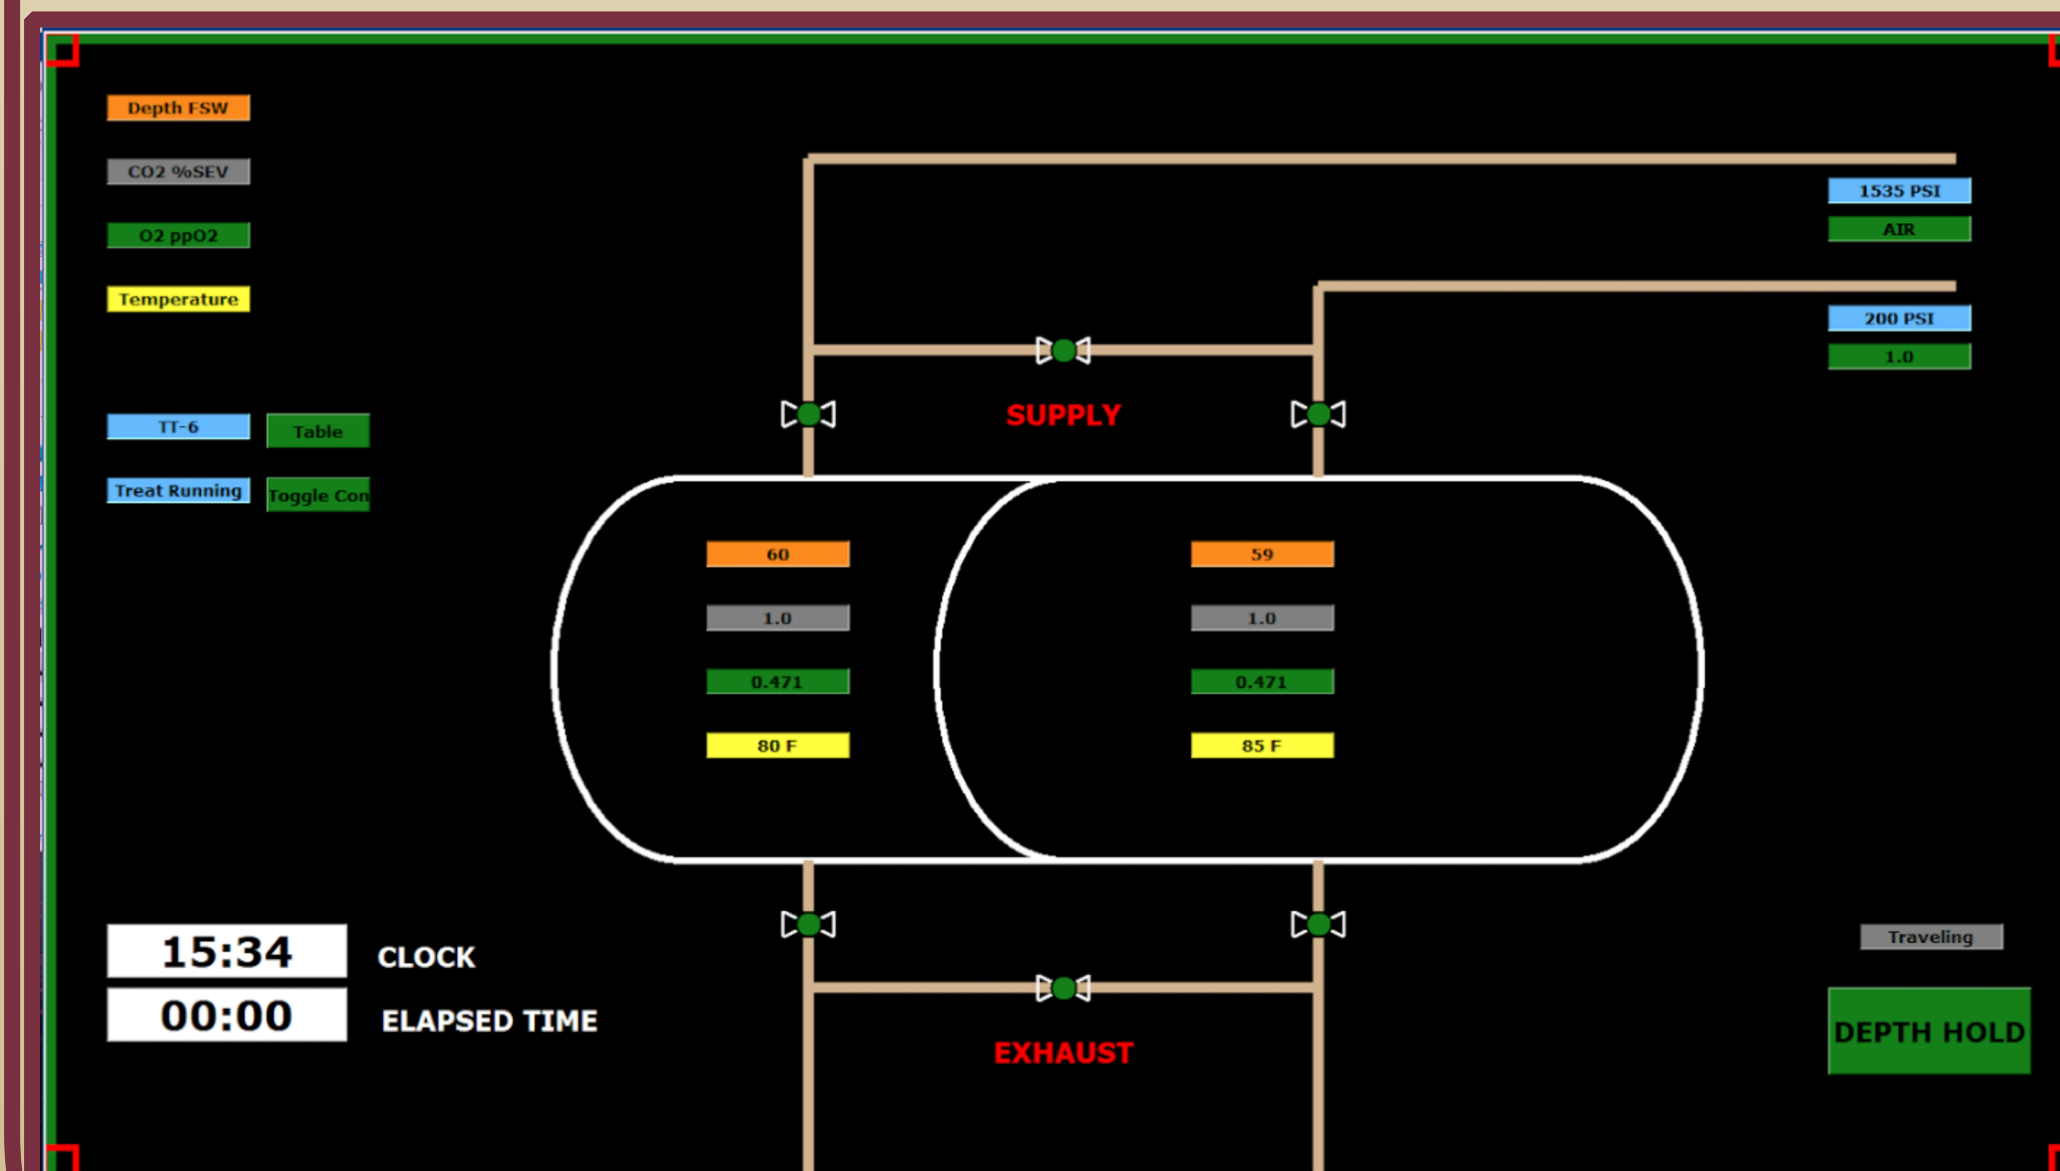 Depth FSW
CO2 %SEV
O2 ppO2
Temperature
1535 PSI
AIR
200 PSI
1.0
TT-6
Table
Treat Running
Toggle Con
SUPPLY
60
59
1.0
1.0
0.471
0.471
80 F
85 F
15:34
CLOCK
00:00
ELAPSED TIME
EXHAUST
Traveling
DEPTH HOLD